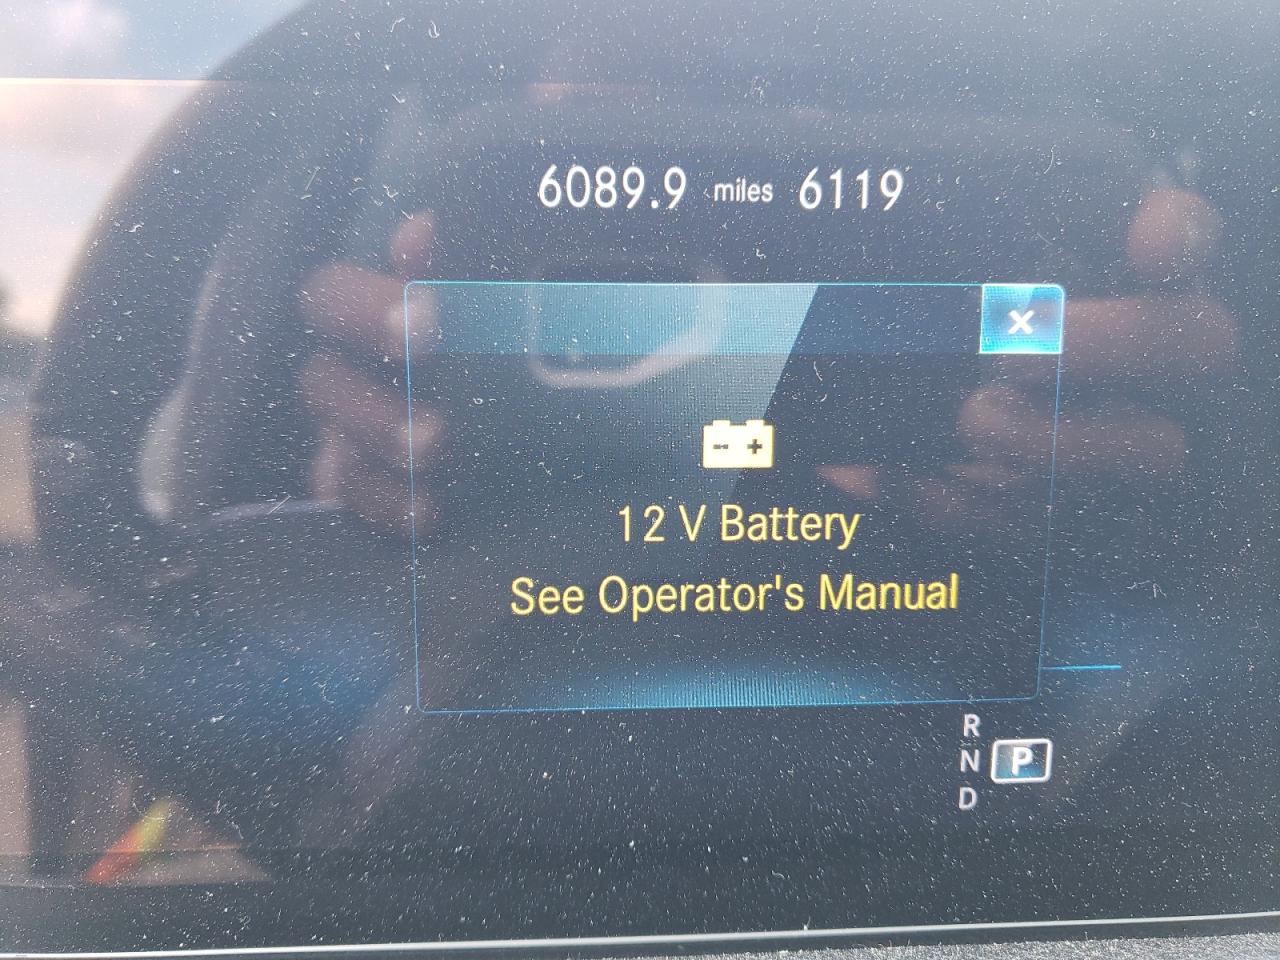 6089.9 miles 6119
×
- +
12 V Battery
See Operator's Manual
R
N P
D